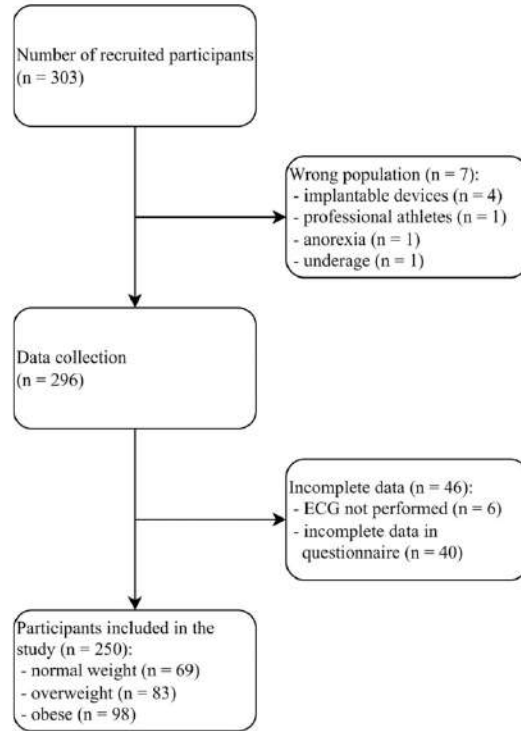 Number of recruited participants
(n = 303)
Wrong population (n = 7):
- implantable devices (n = 4)
- professional athletes (n = 1)
- anorexia (n = 1)
- underage (n = 1)
Data collection
(n = 296)
Incomplete data (n = 46):
- ECG not performed (n = 6)
- incomplete data in
questionnaire (n = 40)
Participants included in the
study (n = 250):
- normal weight (n = 69)
- overweight (n = 83)
- obese (n = 98)